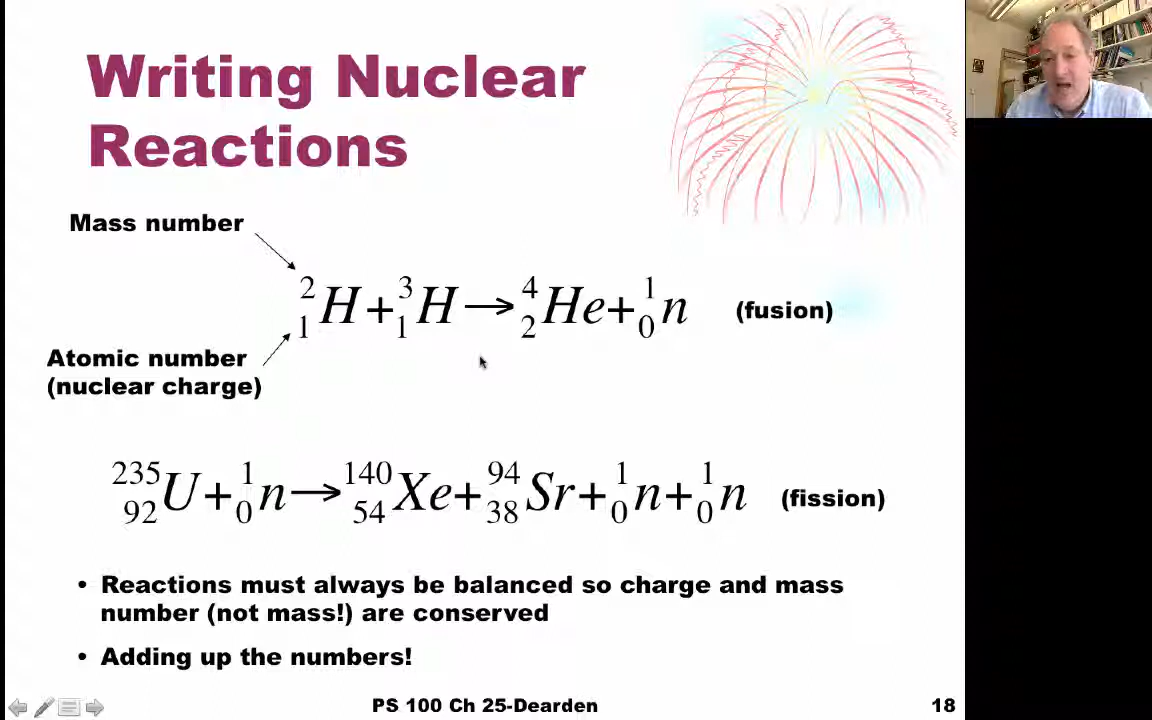 Writing Nuclear
Reactions
Mass number
²₁H+³₁H→⁴₂He+¹₀n (fusion)
Atomic number
(nuclear charge)
²³⁵₉₂U+¹₀n→¹⁴⁰₅₄Xe+⁹⁴₃₈Sr+¹₀n+¹₀n (fission)
• Reactions must always be balanced so charge and mass
number (not mass!) are conserved
• Adding up the numbers!
PS 100 Ch 25-Dearden 18